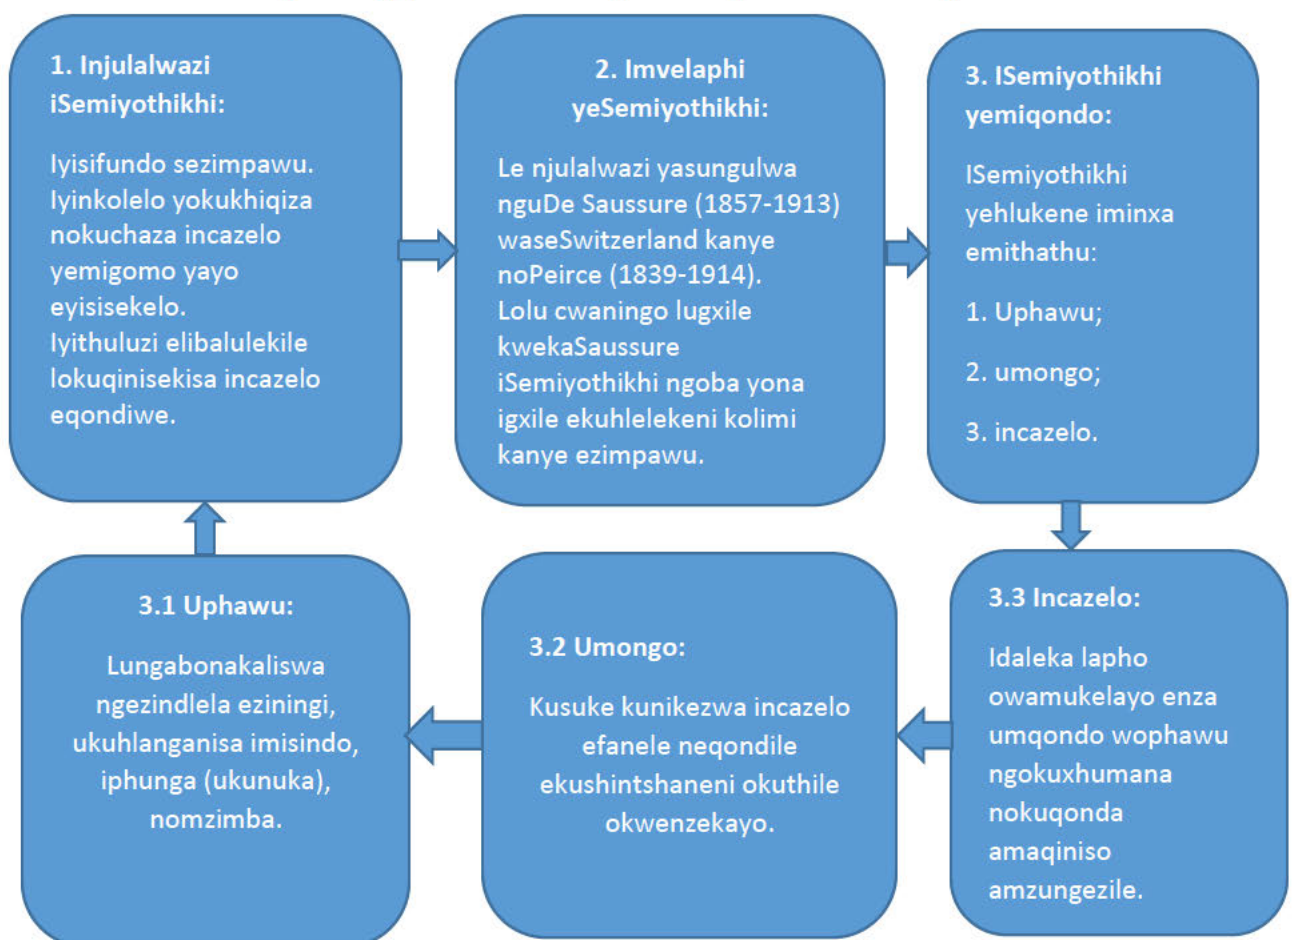 1. Injulalwazi
iSemiyothikhi:
Iyisifundo sezimpawu.
Iyinkolelo yokukhiqiza
nokuchaza incazelo
yemigomo yayo
eyisisekelo.
Iyithuluzi elibalulekile
lokuqinisekisa incazelo
eqondiwe.
2. Imvelaphi
yeSemiyothikhi:
Le njulalwazi yasungulwa
nguDe Saussure (1857-1913)
waseSwitzerland kanye
noPeirce (1839-1914).
Lolu cwaningo lugxile
kwekaSaussure
iSemiyothikhi ngoba yona
igxile ekuhlelekeni kolimi
kanye ezimpawu.
3. ISemiyothikhi
yemiqondo:
ISemiyothikhi
yehlukene iminxa
emithathu:
1. Uphawu;
2. umongo;
3. incazelo.
3.1 Uphawu:
Lungabonakaliswa
ngezindlela eziningi,
ukuhlanganisa imisindo,
iphunga (ukunuka),
nomzimba.
3.2 Umongo:
Kusuke kunikezwa incazelo
efanele neqondile
ekushintshaneni okuthile
okwenzekayo.
3.3 Incazelo:
Idaleka lapho
owamukelayo enza
umqondo wophawu
ngokuxhumana
nokuqonda
amaqiniso
amzungezile.